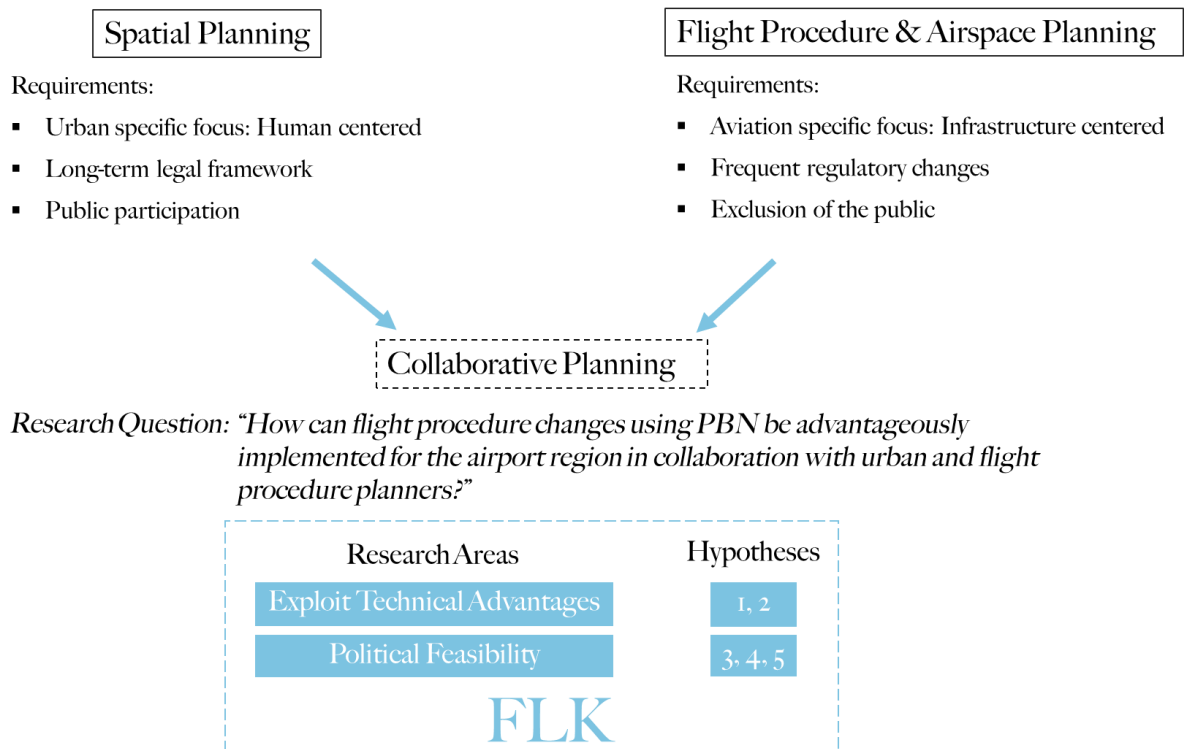 Spatial Planning
Requirements:
▪ Urban specific focus: Human centered
▪ Long-term legal framework
▪ Public participation
Flight Procedure & Airspace Planning
Requirements:
▪ Aviation specific focus: Infrastructure centered
▪ Frequent regulatory changes
▪ Exclusion of the public
Collaborative Planning
Research Question: “How can flight procedure changes using PBN be advantageously
implemented for the airport region in collaboration with urban and flight
procedure planners?”
Research Areas Hypotheses
Exploit Technical Advantages 1, 2
Political Feasibility 3, 4, 5
FLK